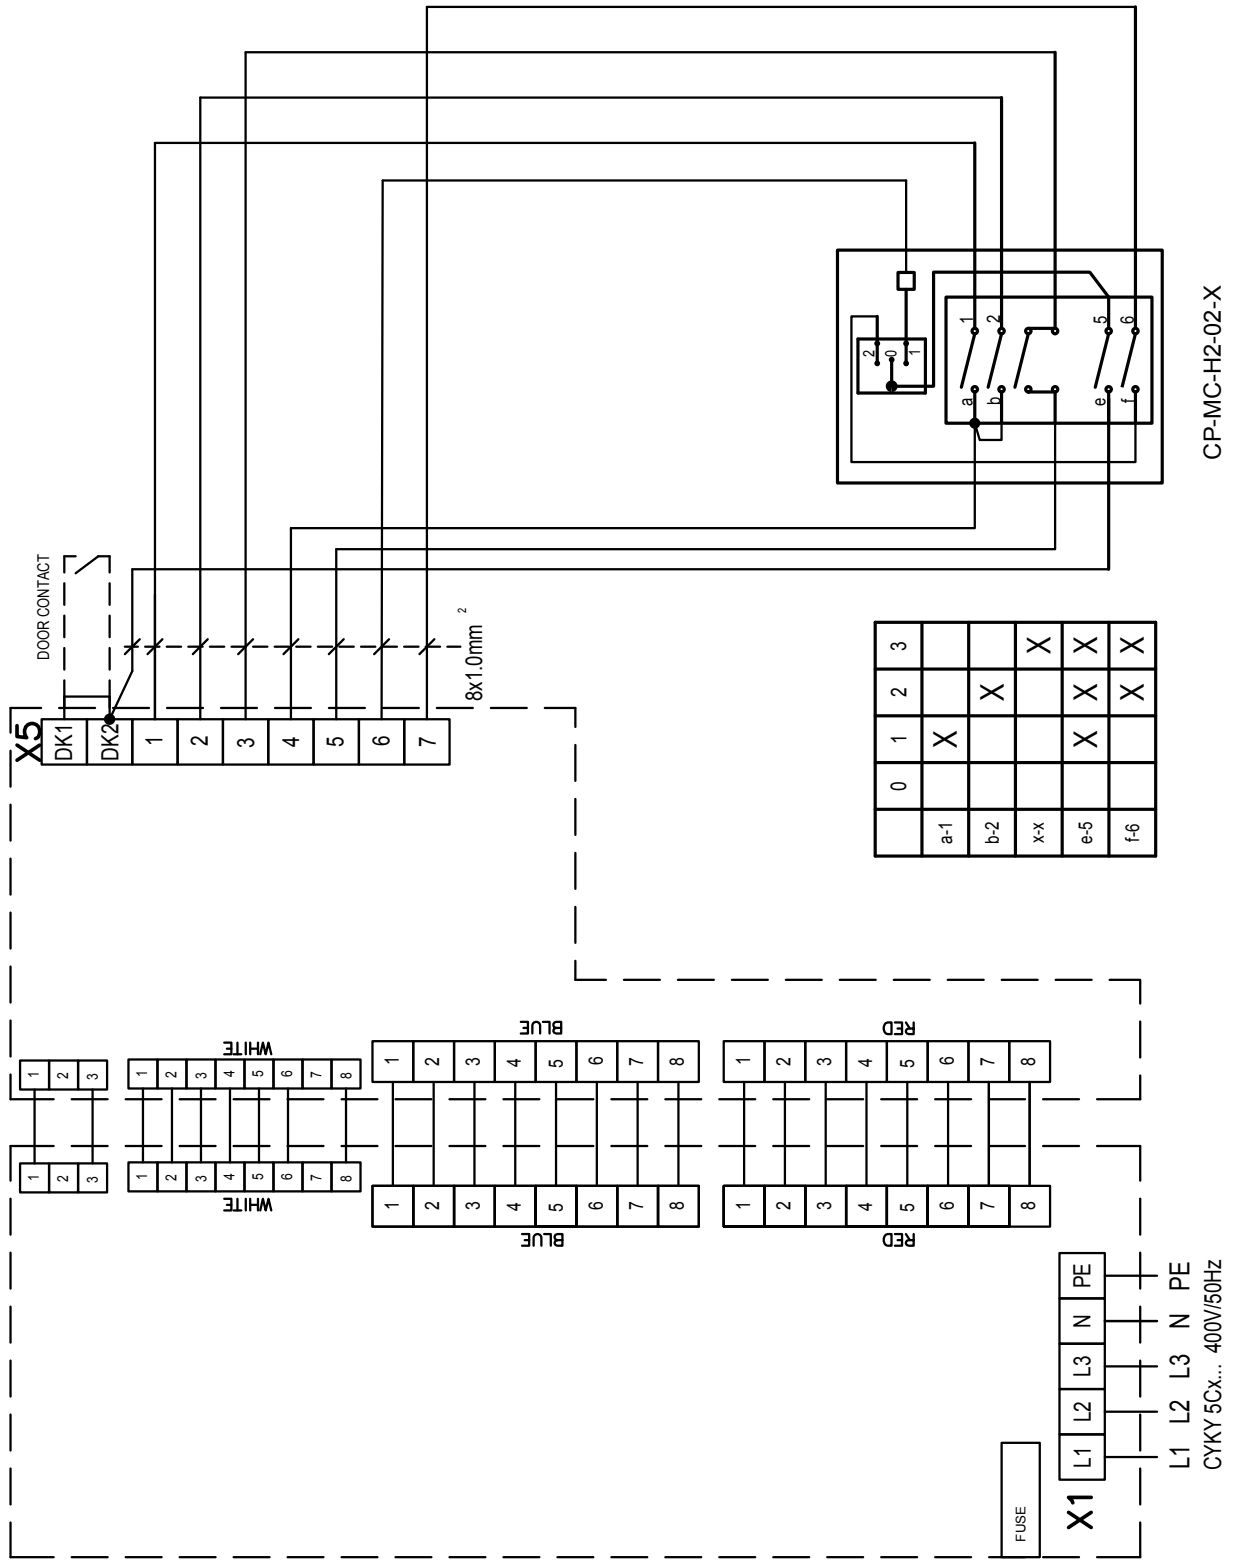 DOOR CONTACT
X5
DK1
DK2
1
2
3
4
5
6
7
8x1.0mm 2
CP-MC-H2-02-X
2
0
1
1
2
5
6
a
b
e
f
0 1 2 3
a-1 X
b-2 X
x-x X
e-5 X X X
f-6 X X
1 2 3
WHITE
1 2 3 4 5 6 7 8
BLUE
1 2 3 4 5 6 7 8
RED
1 2 3 4 5 6 7 8
1 2 3
1 2 3 4 5 6 7 8
WHITE
1 2 3 4 5 6 7 8
BLUE
1 2 3 4 5 6 7 8
RED
FUSE
X1
L1 L2 L3 N PE
L1 L2 L3 N PE
CYKY 5Cx... 400V/50Hz